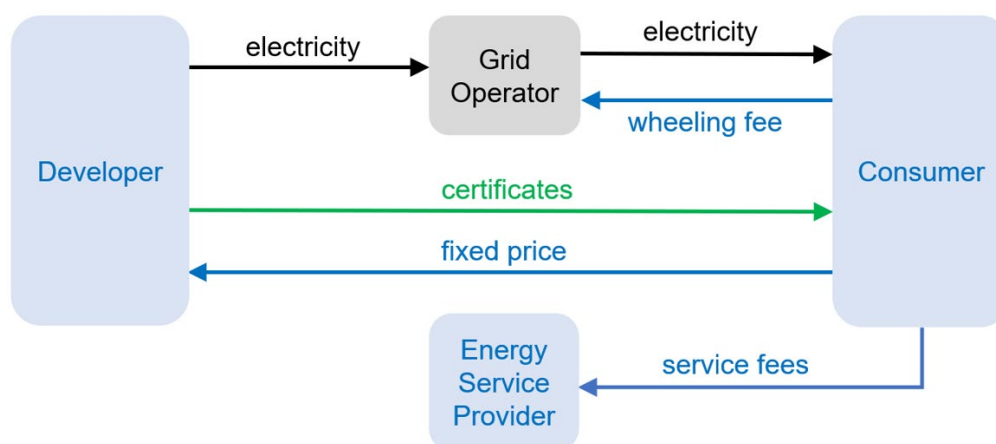 electricity
electricity
Grid
Operator
wheeling fee
Developer
Consumer
certificates
fixed price
Energy
Service
Provider
service fees